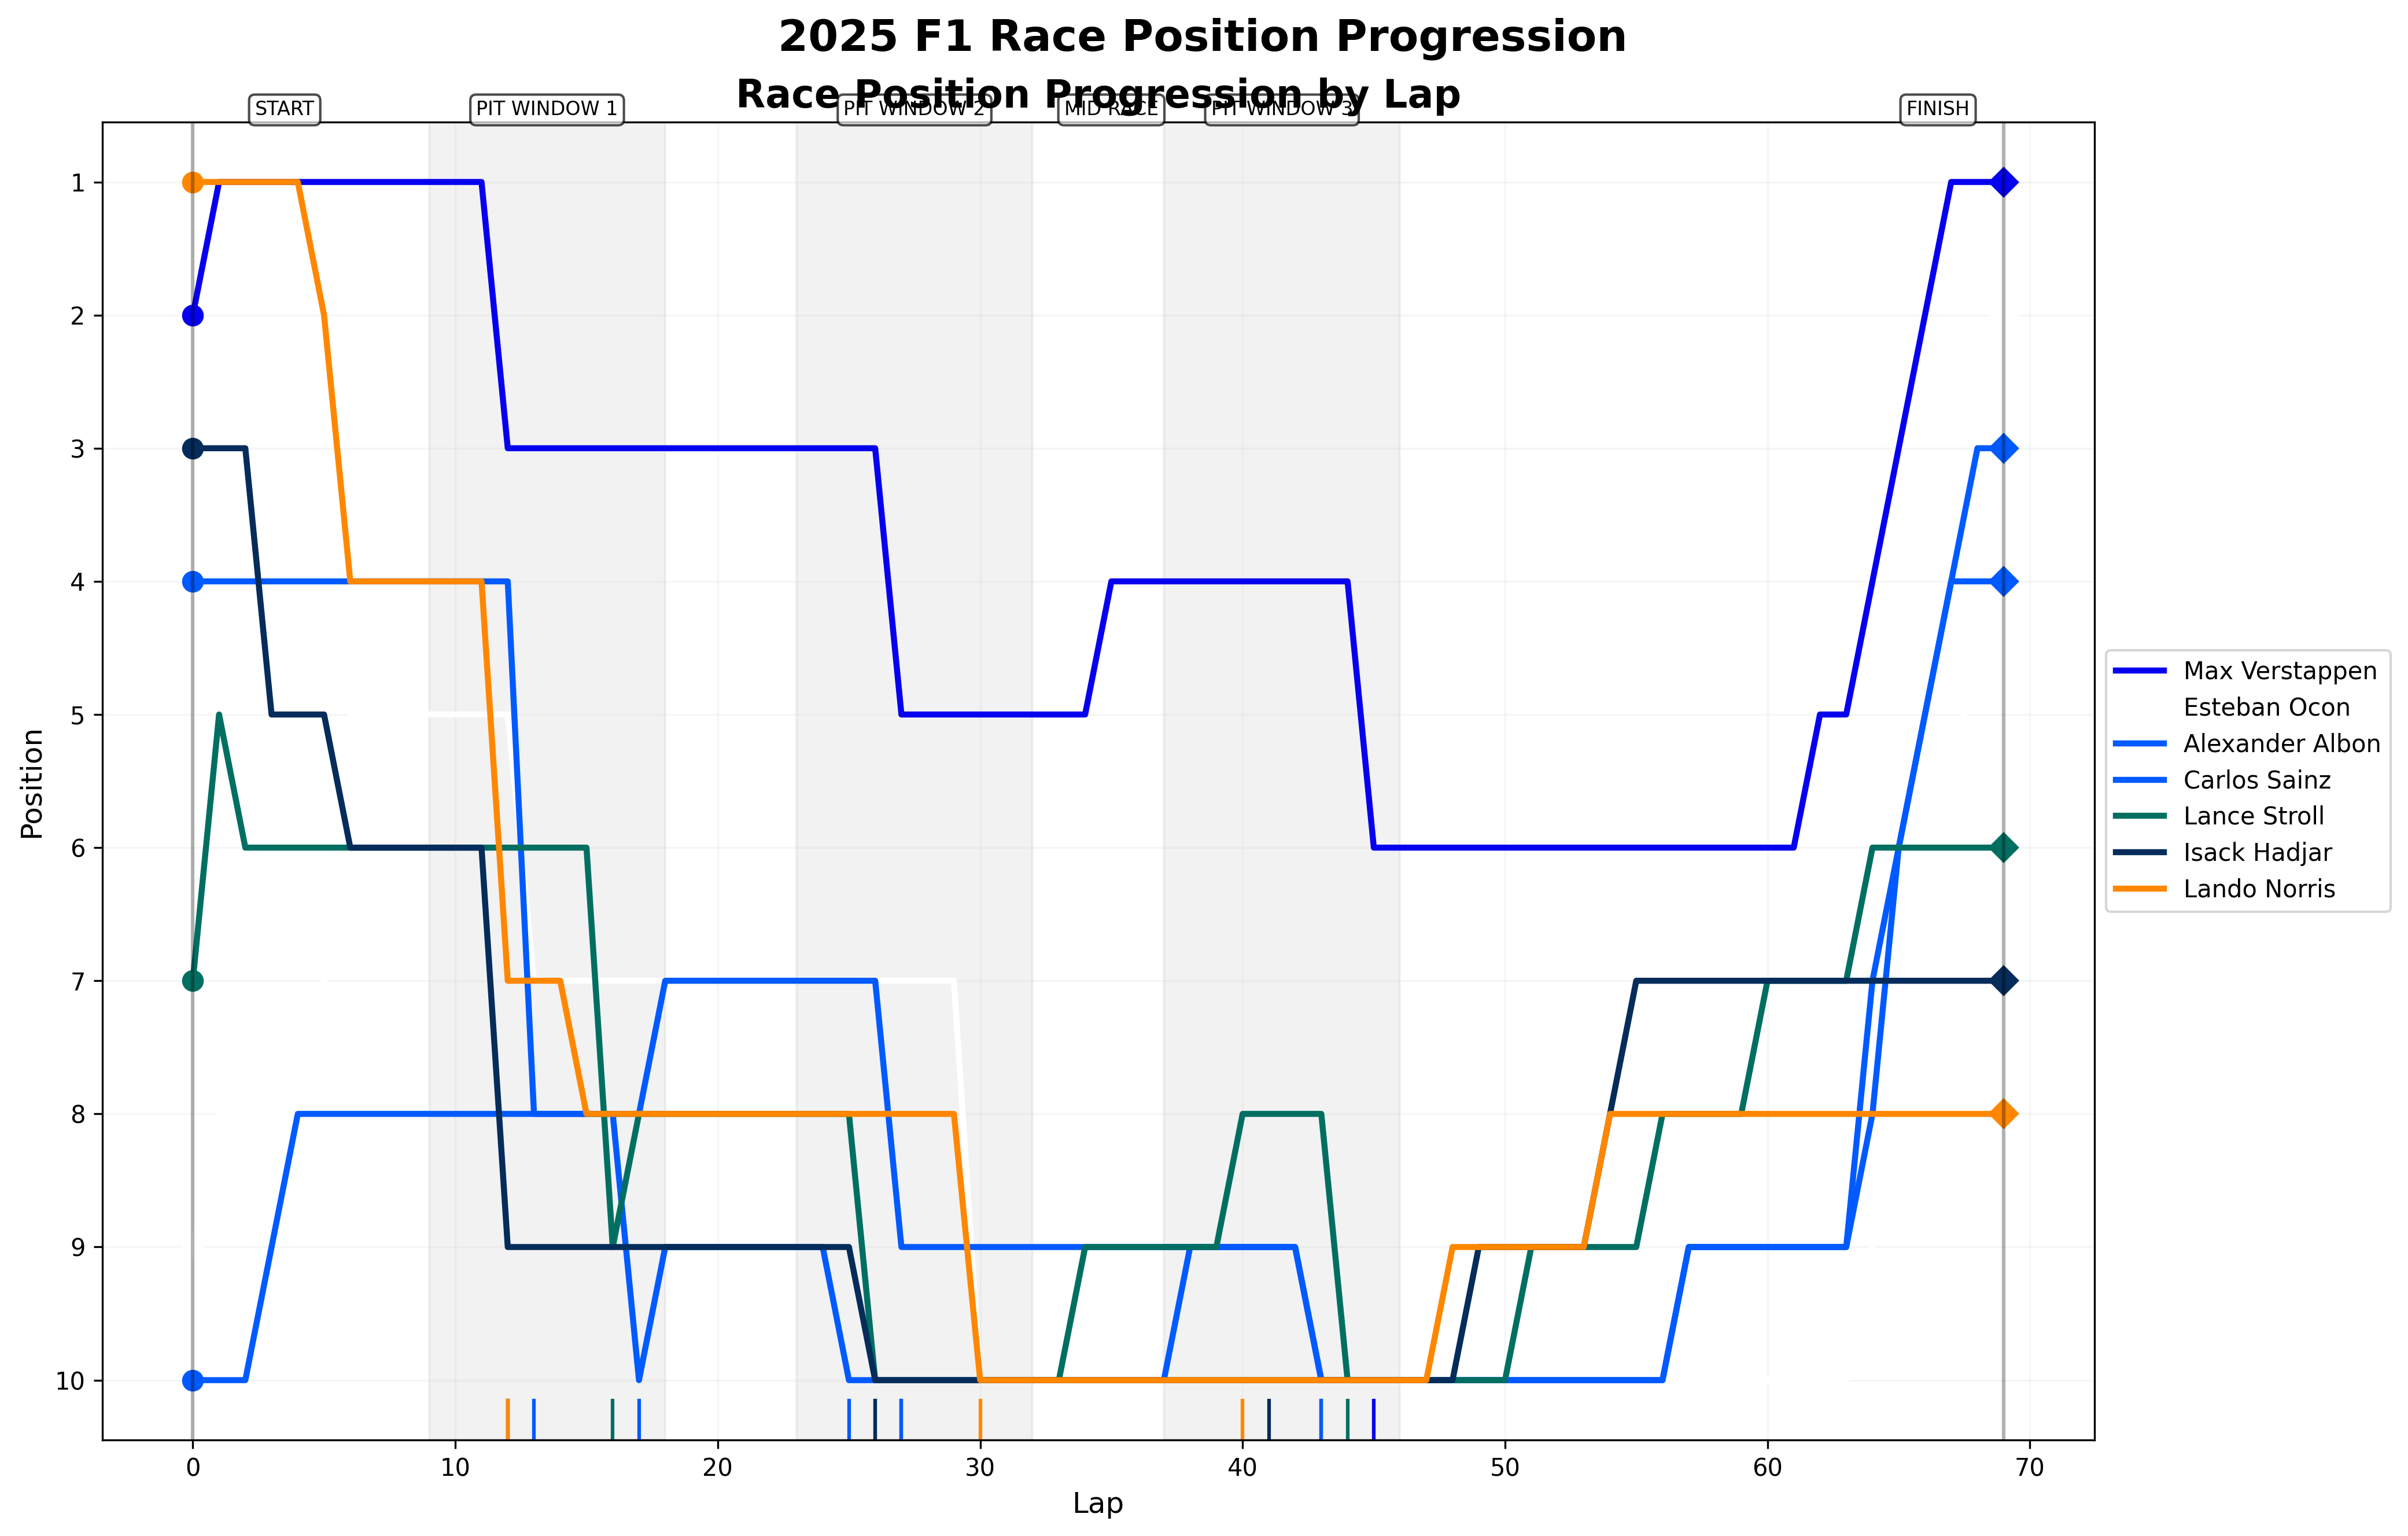 2025 F1 Race Position Progression
Race Position Progression by Lap
START
PIT WINDOW 1
PIT WINDOW 2
MID RACE
PIT WINDOW 3
FINISH
Position
1
2
3
4
5
6
7
8
9
10
Max Verstappen
Esteban Ocon
Alexander Albon
Carlos Sainz
Lance Stroll
Isack Hadjar
Lando Norris
0
10
20
30
40
50
60
70
Lap